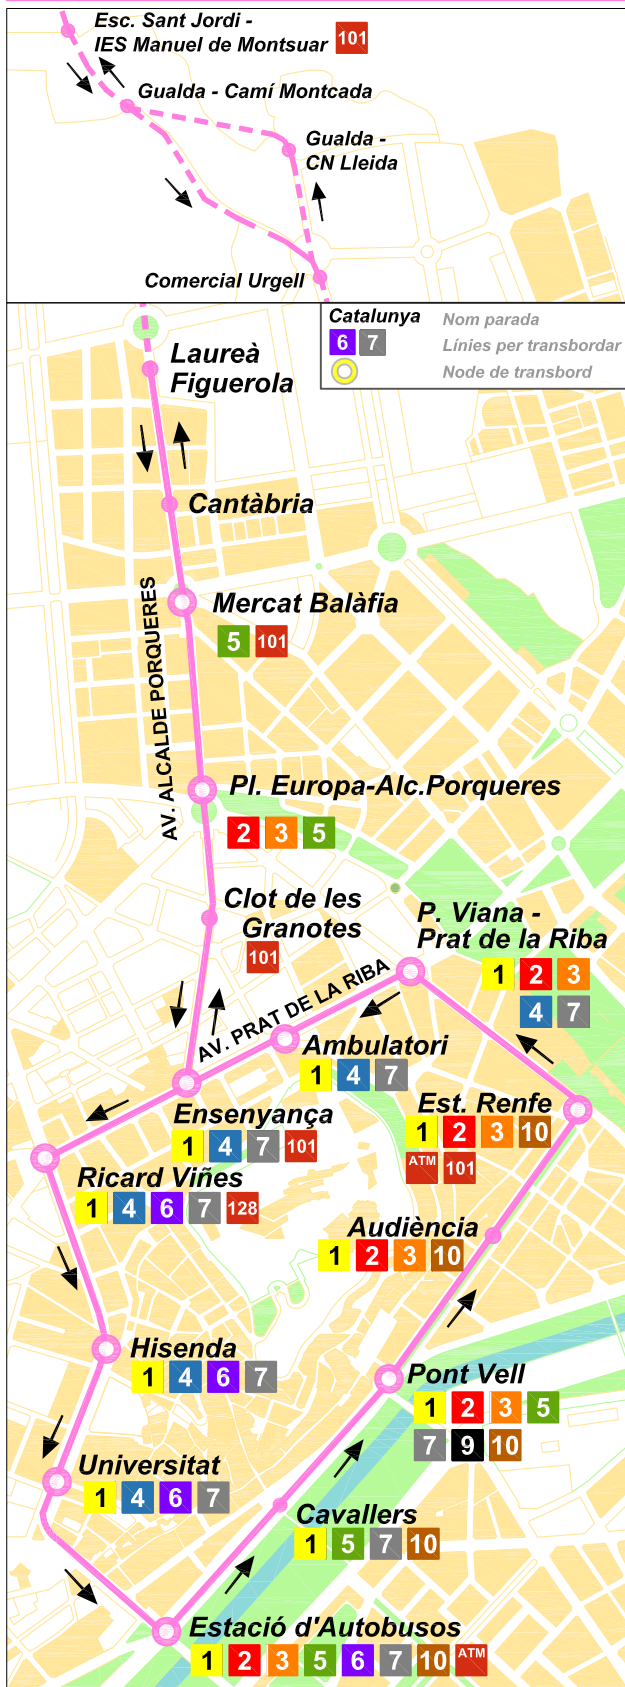 Esc. Sant Jordi -
IES Manuel de Montsuar 101
Gualda - Camí Montcada
Gualda -
CN Lleida
Comercial Urgell
Catalunya Nom parada
6 7 Línies per transbordar
Node de transbord
Laureà
Figuerola
Cantàbria
Mercat Balàfia
5 101
AV. ALCALDE PORQUERES
Pl. Europa-Alc.Porqueres
2 3 5
Clot de les
Granotes
101
P. Viana -
Prat de la Riba
1 2 3
4 7
AV. PRAT DE LA RIBA
Ambulatori
1 4 7
Ensenyança
1 4 7 101
Est. Renfe
1 2 3 10
ATM 101
Ricard Viñes
1 4 6 7 128
Audiència
1 2 3 10
Hisenda
1 4 6 7
Pont Vell
1 2 3 5
7 9 10
Universitat
1 4 6 7
Cavallers
1 5 7 10
Estació d'Autobusos
1 2 3 5 6 7 10 ATM